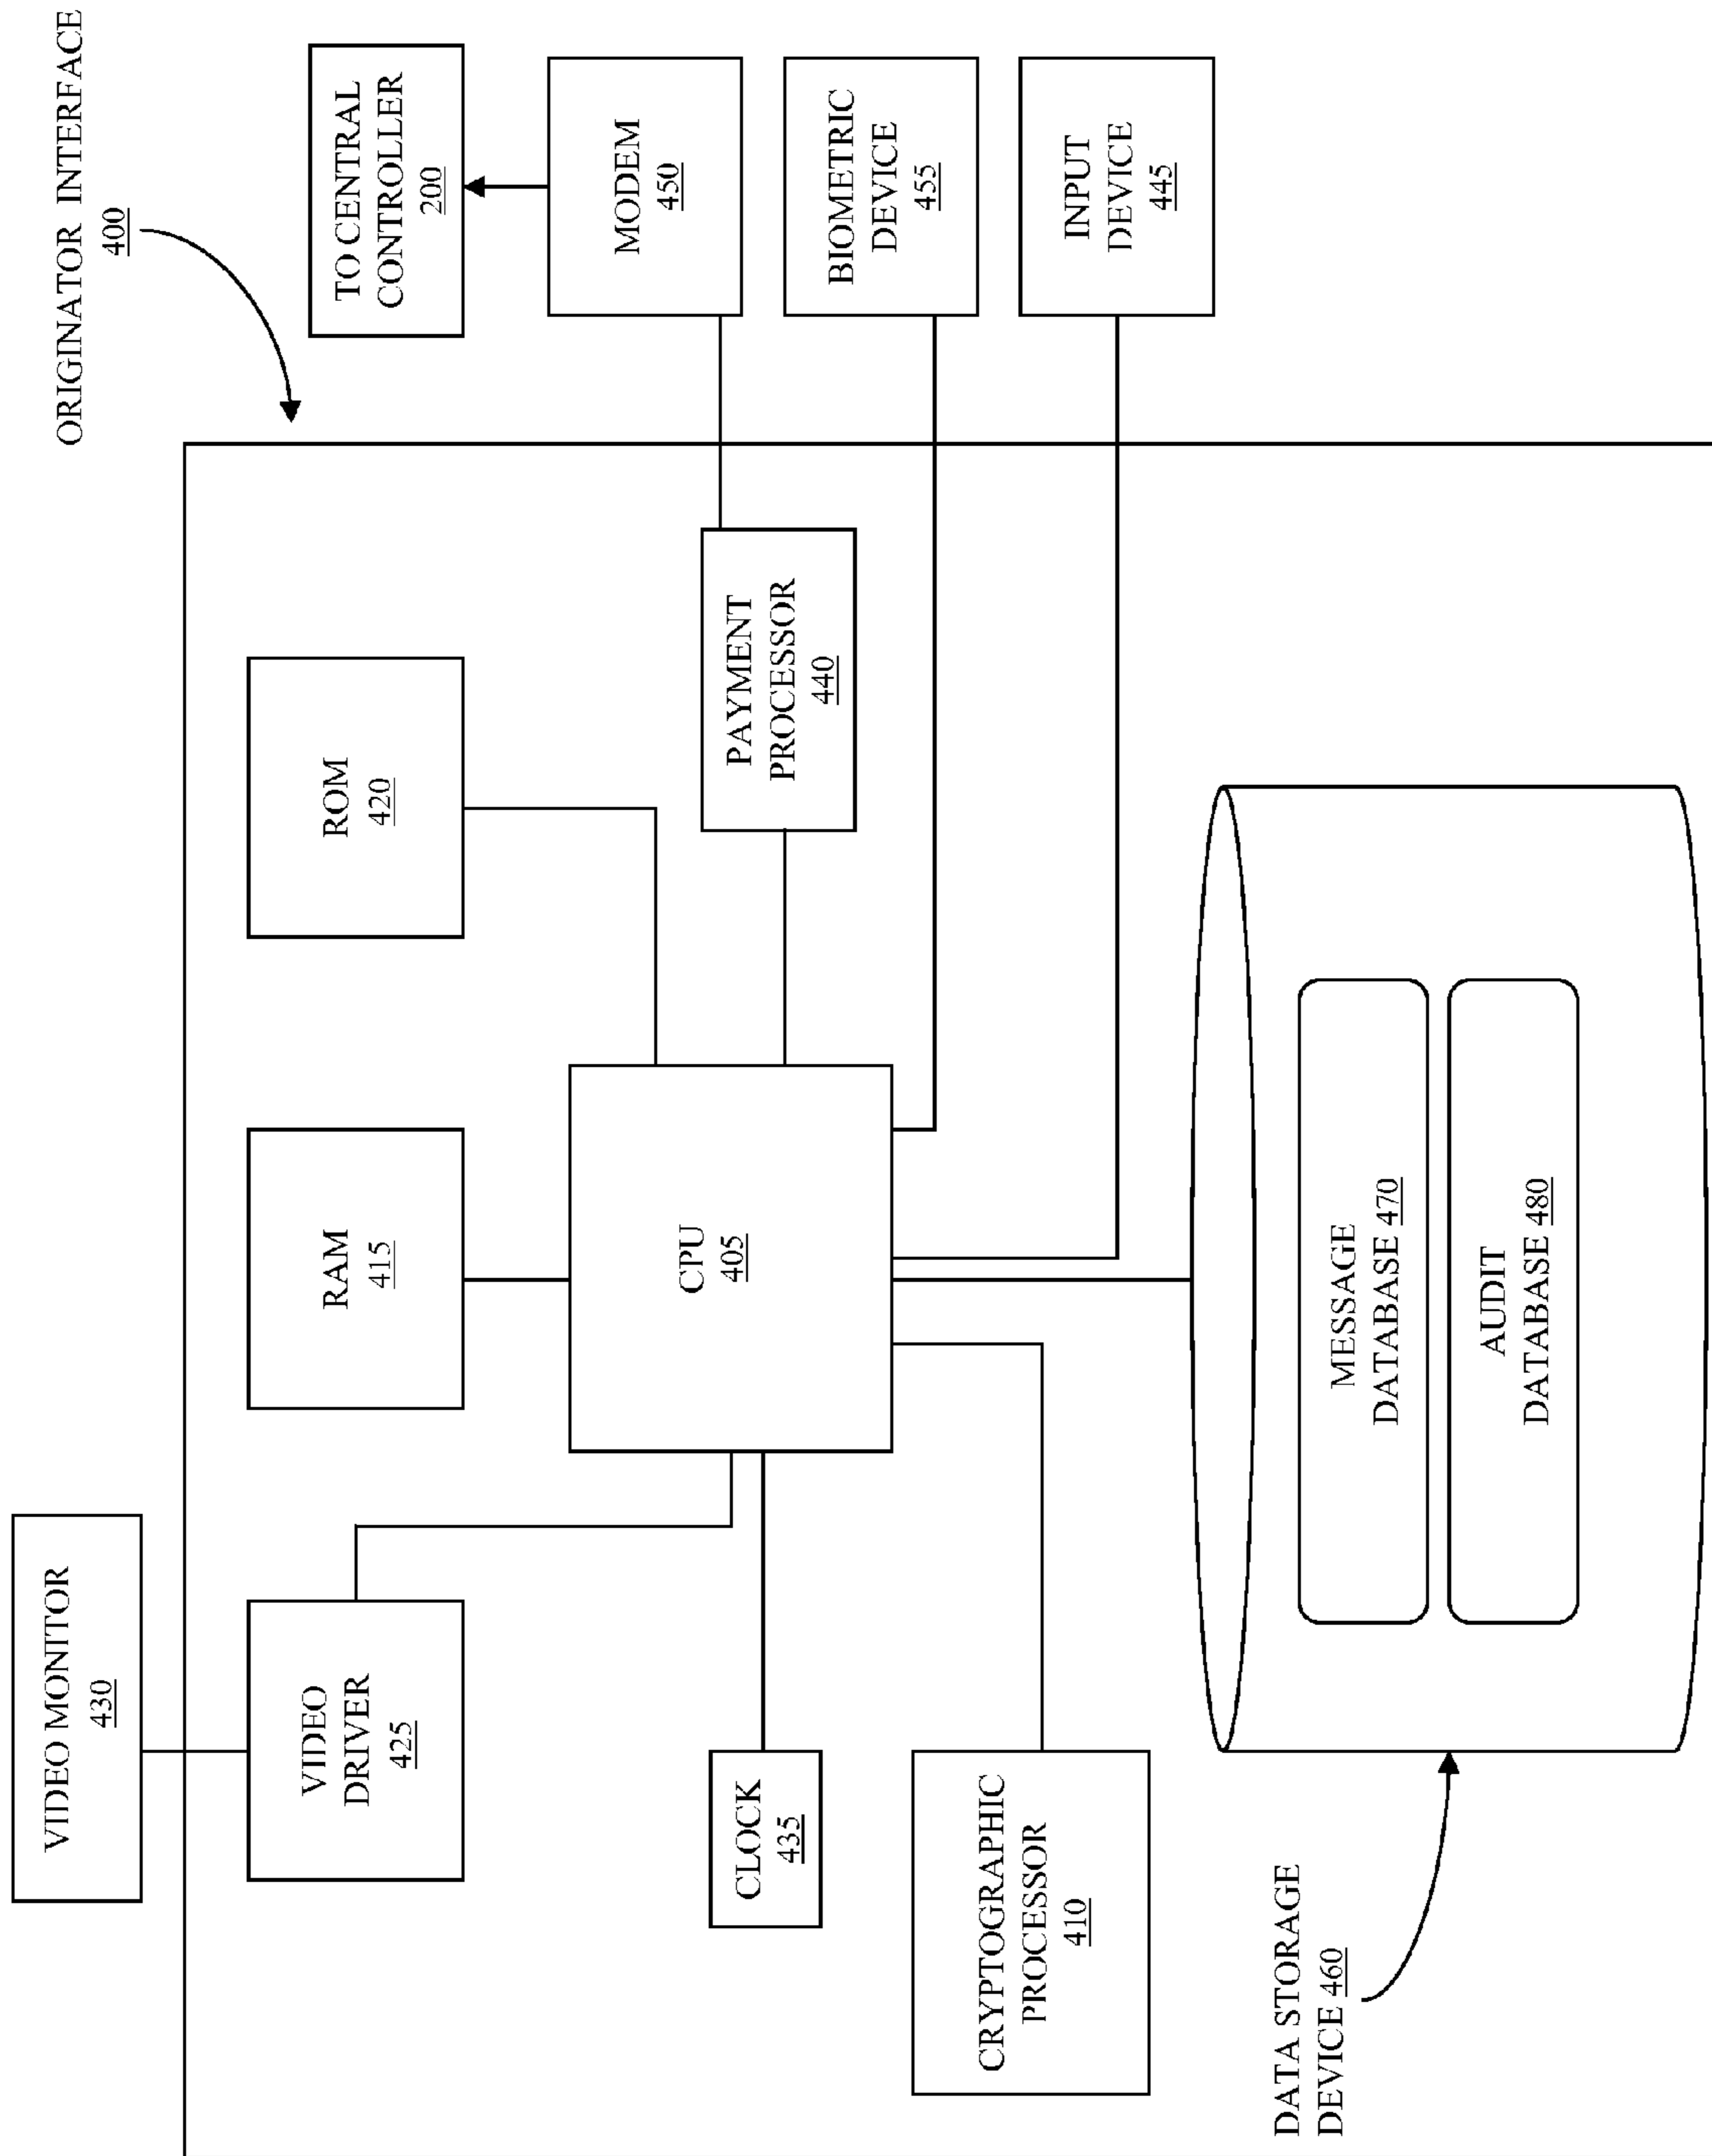 ORIGINATOR INTERFACE
400
VIDEO MONITOR
430
VIDEO
DRIVER
425
RAM
415
ROM
420
TO CENTRAL
CONTROLLER
200
MODEM
450
CLOCK
435
CPU
405
PAYMENT
PROCESSOR
440
BIOMETRIC
DEVICE
455
CRYPTOGRAPHIC
PROCESSOR
410
INPUT
DEVICE
445
DATA STORAGE
DEVICE 460
MESSAGE
DATABASE 470
AUDIT
DATABASE 480